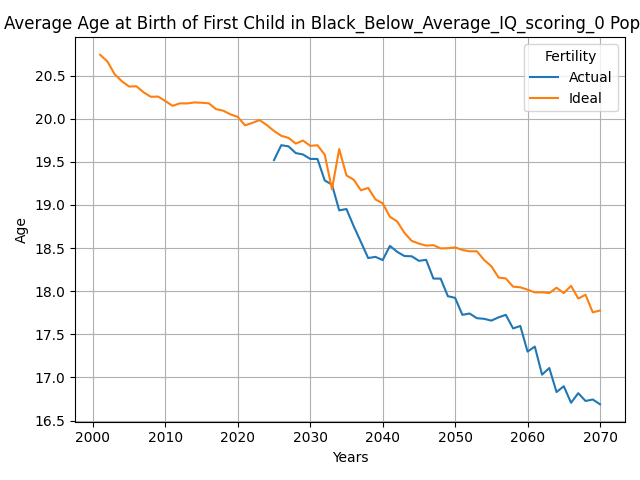 Average Age at Birth of First Child in Black_Below_Average_IQ_scoring_0 Pop
Fertility
Actual
Ideal
20.5
20.0
19.5
19.0
18.5
18.0
17.5
17.0
16.5
Age
2000 2010 2020 2030 2040 2050 2060 2070
Years